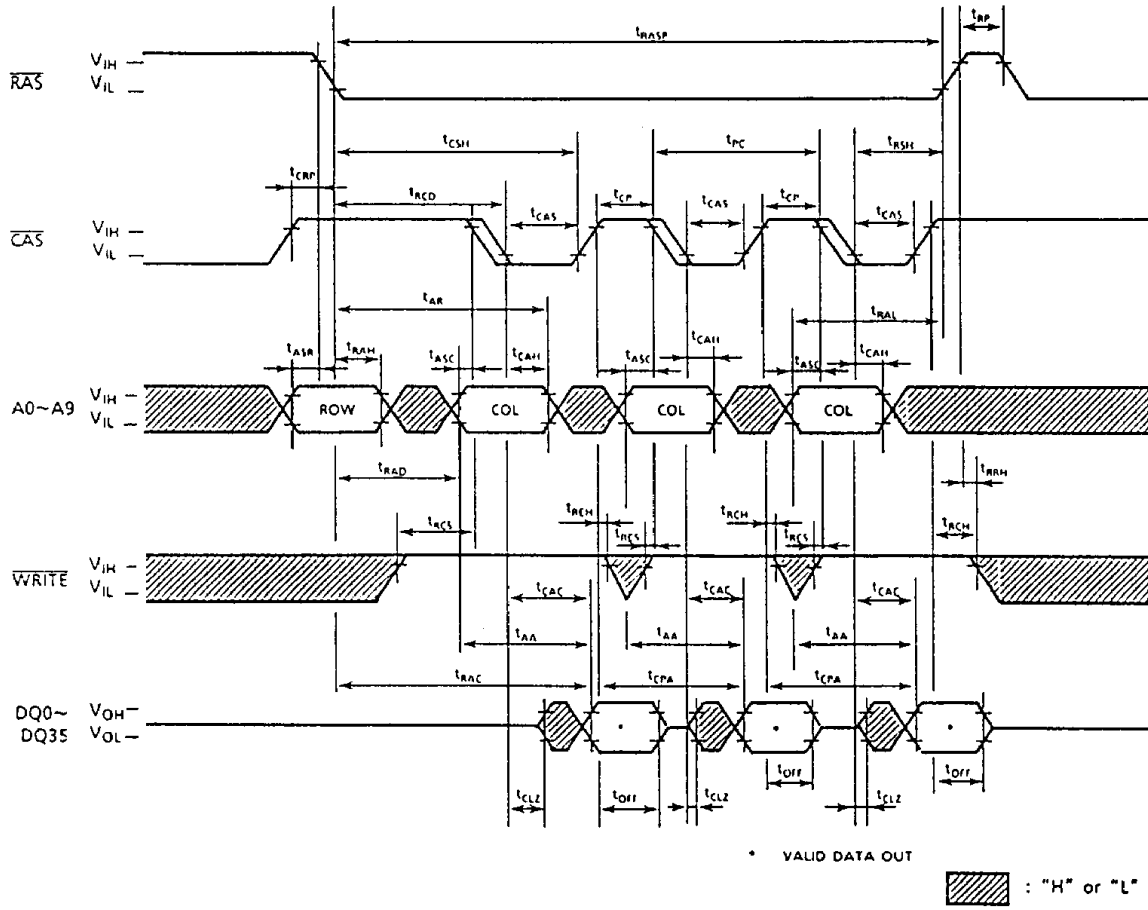 tRP
tRASP
RAS
VIH
VIL
tCSH
tPC
tRSH
tCRP
tRCD
tCP
tCAS
tCAS
tCP
tCAS
CAS
VIH
VIL
tAR
tRAL
tASR
tRAH
tASC
tCAH
tASC
tCAH
tASC
tCAH
A0~A9
VIH
VIL
ROW
COL
COL
COL
tRAD
tRRH
tRCS
tRCH
tRCS
tRCH
tRCS
tRCH
WRITE
VIH
VIL
tCAC
tCAC
tCAC
tAA
tAA
tAA
tRAC
tCPA
tCPA
DQ0~
DQ35
VOH
VOL
*
*
*
tCLZ
tOFF
tCLZ
tOFF
tCLZ
tOFF
* VALID DATA OUT
: "H" or "L"